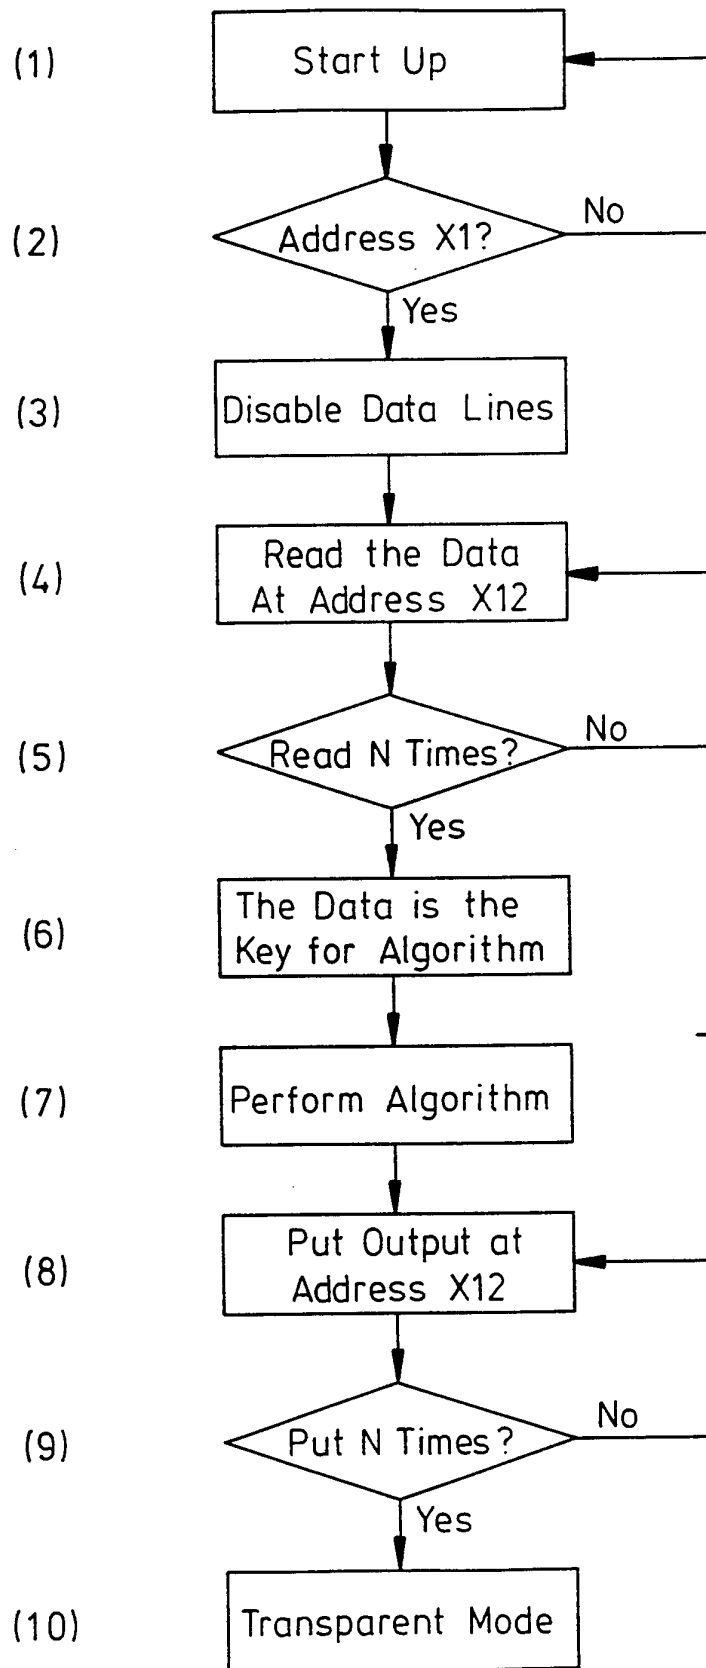 (1) Start Up
(2) Address X1?
No
Yes
(3) Disable Data Lines
(4) Read the Data
At Address X12
(5) Read N Times?
No
Yes
(6) The Data is the
Key for Algorithm
(7) Perform Algorithm
(8) Put Output at
Address X12
(9) Put N Times?
No
Yes
(10) Transparent Mode